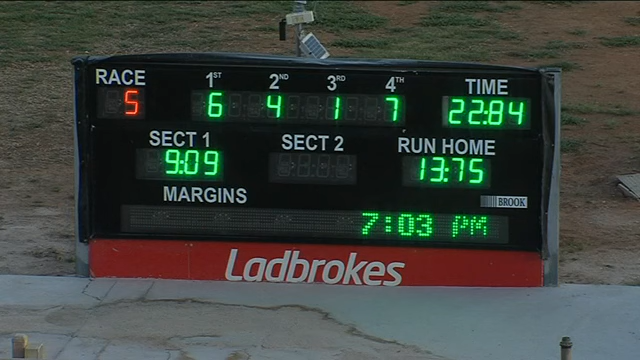 RACE 1ST 2ND 3RD 4TH TIME
5 6 4 1 7 22:84
SECT 1 SECT 2 RUN HOME
9:09 13:75
MARGINS BROOK
7:03 PM
Ladbrokes